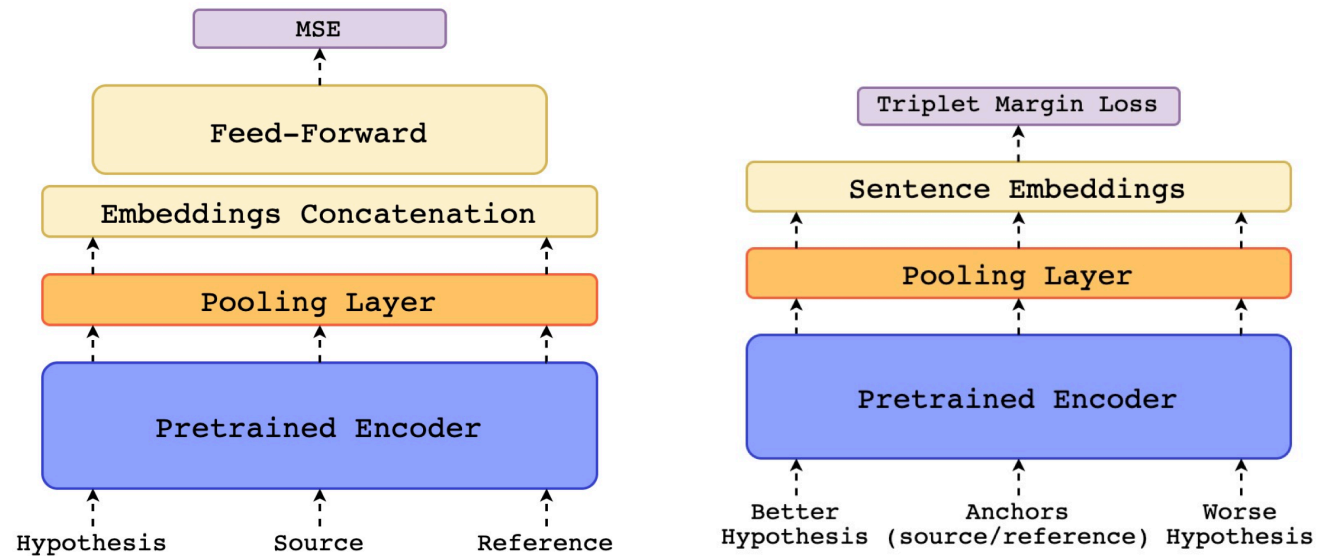 MSE
Feed-Forward
Embeddings Concatenation
Pooling Layer
Pretrained Encoder
Hypothesis
Source
Reference
Triplet Margin Loss
Sentence Embeddings
Pooling Layer
Pretrained Encoder
Better
Hypothesis
Anchors
(source/reference)
Worse
Hypothesis